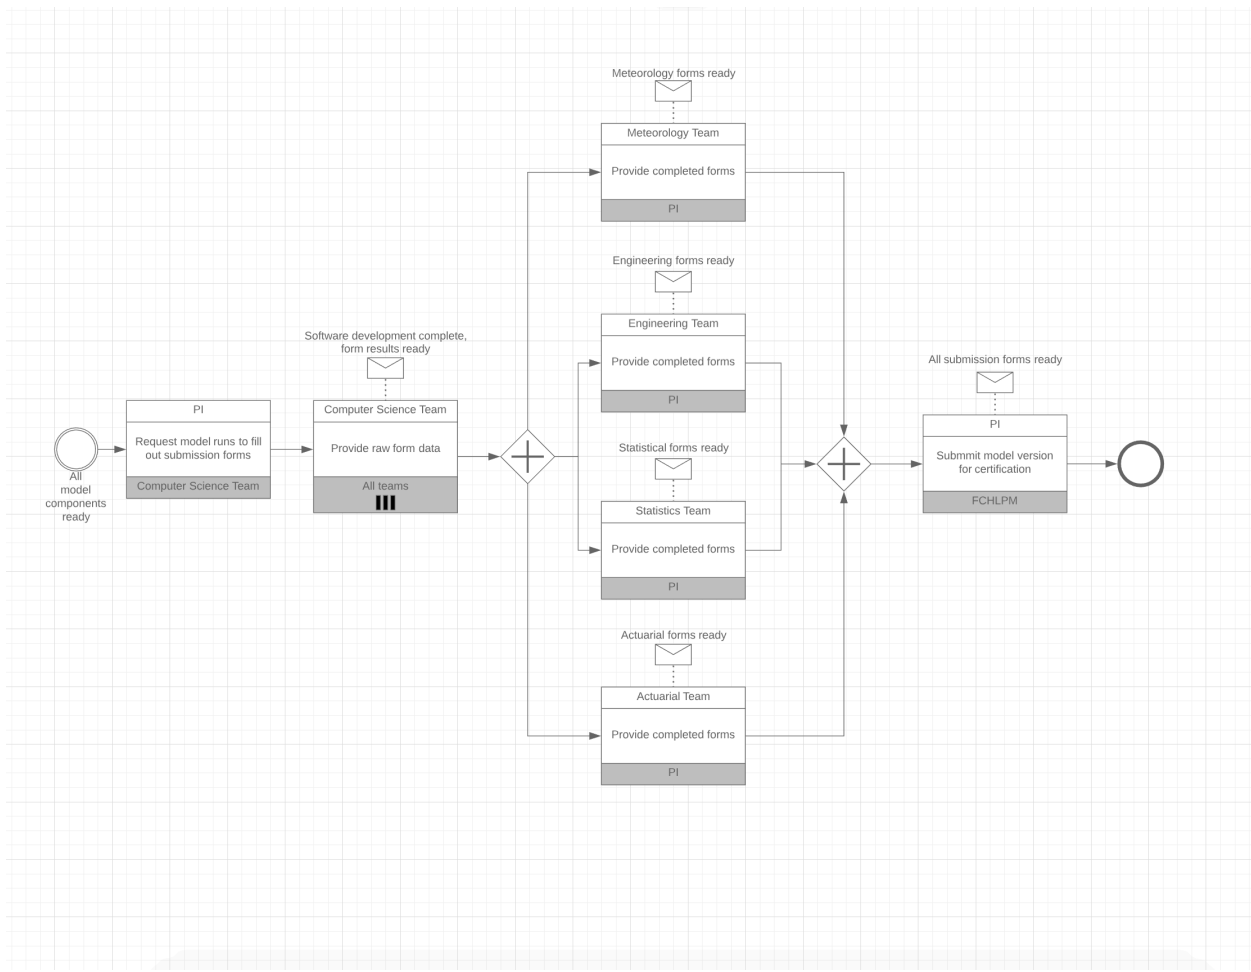 Meteorology forms ready
Meteorology Team
Provide completed forms
PI
Engineering forms ready
Engineering Team
Provide completed forms
PI
Software development complete,
form results ready
All submission forms ready
PI
Request model runs to fill
out submission forms
Computer Science Team
Computer Science Team
Provide raw form data
All teams
All
model
components
ready
Statistical forms ready
Statistics Team
Provide completed forms
PI
PI
Submmit model version
for certification
FCHLPM
Actuarial forms ready
Actuarial Team
Provide completed forms
PI